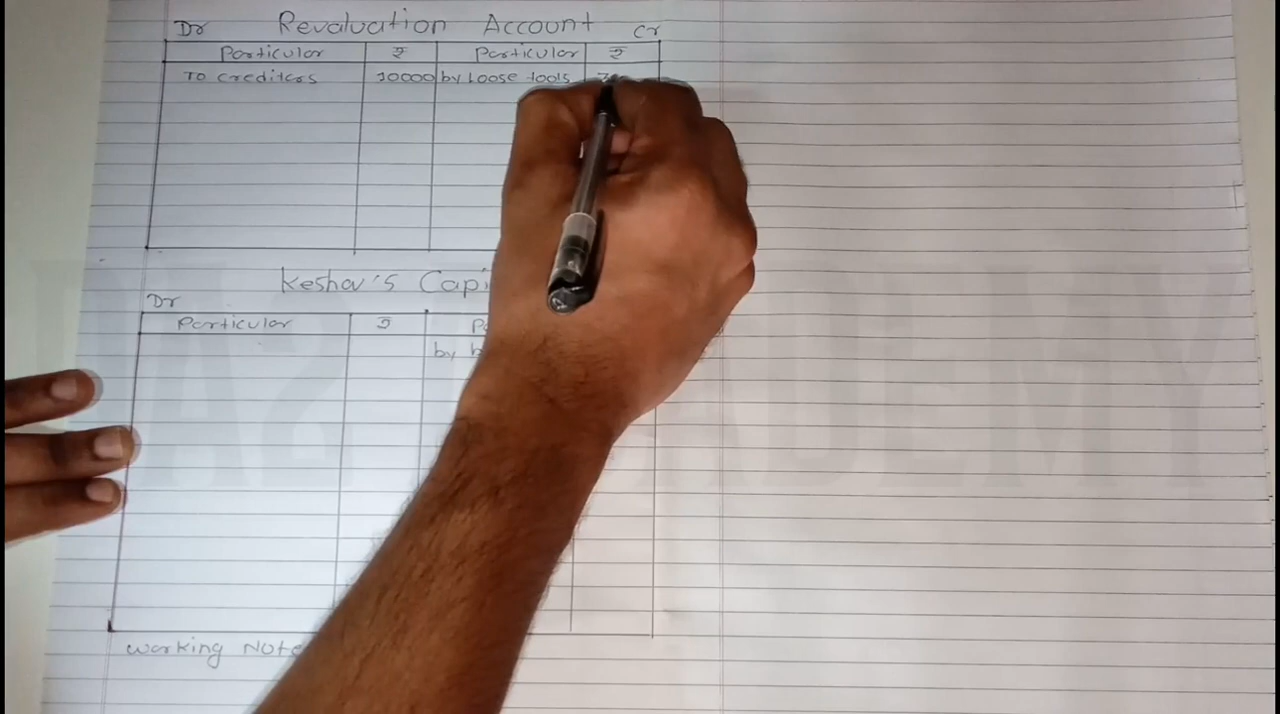 Dr Revaluation Account Cr
Particular ₹ Particular ₹
To Creditors 10000 by Loose tools
Keshav's Capi
Dr
Particular ₹
by
Working Note